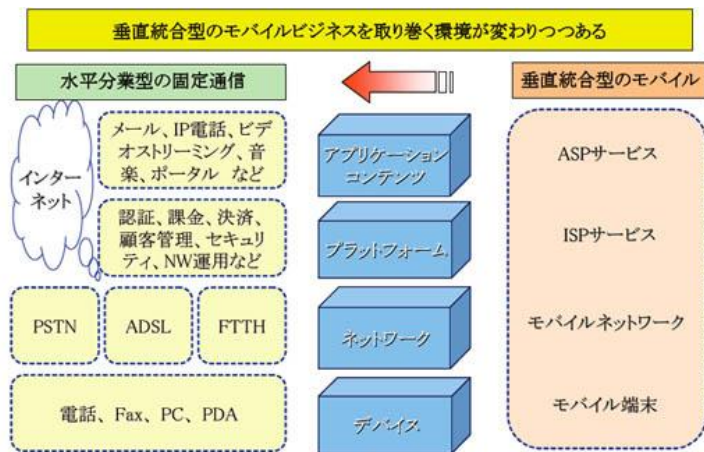 垂直統合型のモバイルビジネスを取り巻く環境が変わりつつある
水平分業型の固定通信
垂直統合型のモバイル
インター
ネット
メール、IP電話、ビデ
オストリーミング、音
楽、ポータル など
アプリケーション
コンテンツ
ASPサービス
認証、課金、決済、
顧客管理、セキュリ
ティ、NW運用など
プラットフォーム
ISPサービス
PSTN
ADSL
FTTH
ネットワーク
モバイルネットワーク
電話、Fax、PC、PDA
デバイス
モバイル端末